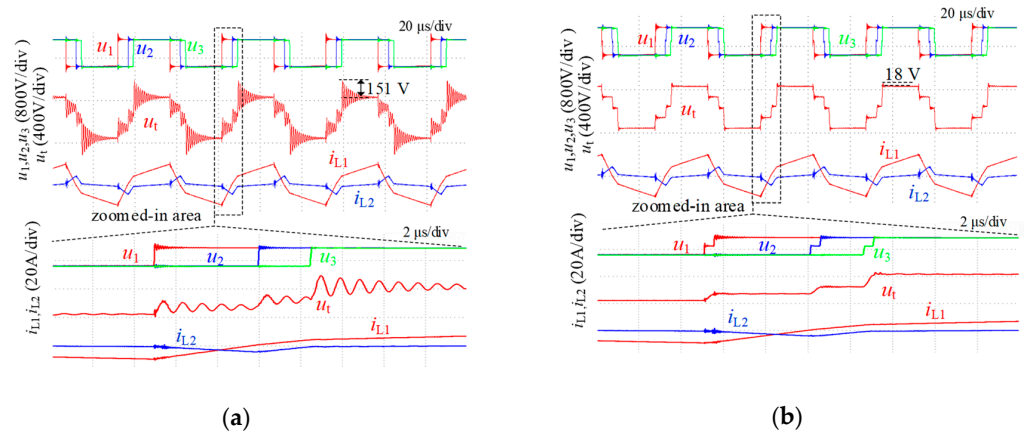 20 μs/div
u1 u2 u3
151 V
ut
iL1
iL2
zoomed-in area
2 μs/div
u1 u2 u3
ut
iL2 iL1
u1,u2,u3 (800V/div)
ut (400V/div)
iL1,iL2 (20A/div)
(a)
20 μs/div
u1 u2 u3
18 V
ut
iL1
iL2
zoomed-in area
2 μs/div
u1 u2 u3
ut
iL2 iL1
u1,u2,u3 (800V/div)
ut (400V/div)
iL1,iL2 (20A/div)
(b)